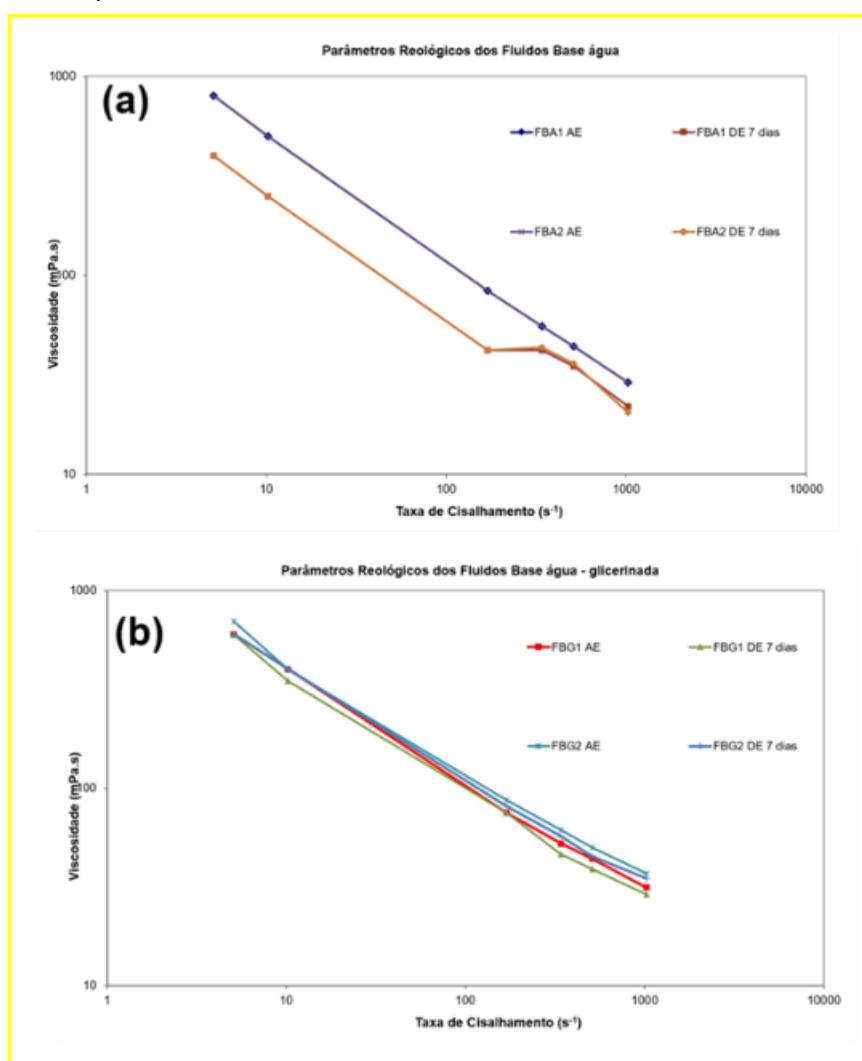 Parâmetros Reológicos dos Fluidos Base água
(a)
1000
FBA1 AE
FBA1 DE 7 dias
FBA2 AE
FBA2 DE 7 dias
Viscosidade (mPa.s)
100
10
1
10
100
1000
10000
Taxa de Cisalhamento (s⁻¹)
Parâmetros Reológicos dos Fluidos Base água - glicerinada
(b)
1000
FBG1 AE
FBG1 DE 7 dias
FBG2 AE
FBG2 DE 7 dias
Viscosidade (mPa.s)
100
10
1
10
100
1000
10000
Taxa de Cisalhamento (s⁻¹)